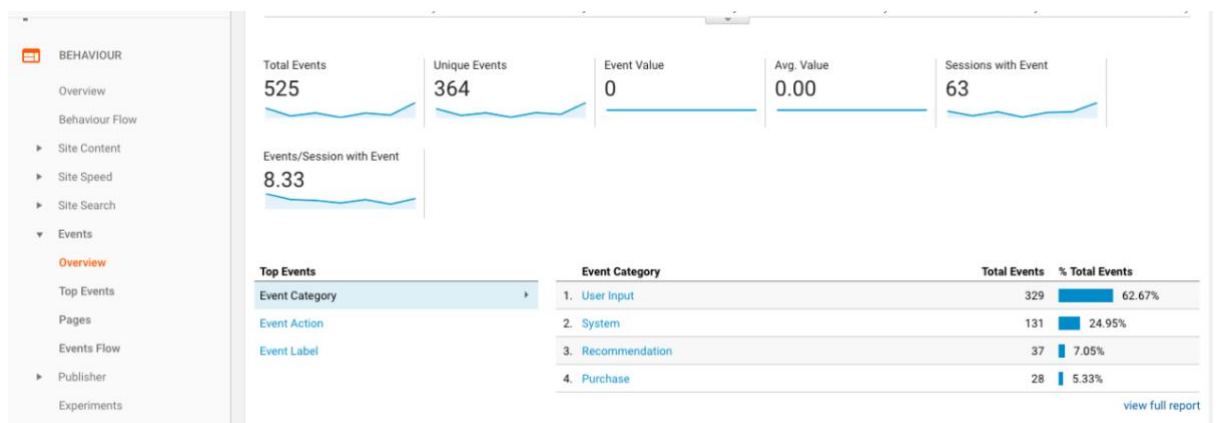 BEHAVIOUR
Overview
Behaviour Flow
Site Content
Site Speed
Site Search
Events
Overview
Top Events
Pages
Events Flow
Publisher
Experiments
Total Events
525
Unique Events
364
Event Value
0
Avg. Value
0.00
Sessions with Event
63
Events/Session with Event
8.33
Top Events
Event Category
Event Action
Event Label
Event Category Total Events % Total Events
1. User Input 329 62.67%
2. System 131 24.95%
3. Recommendation 37 7.05%
4. Purchase 28 5.33%
view full report